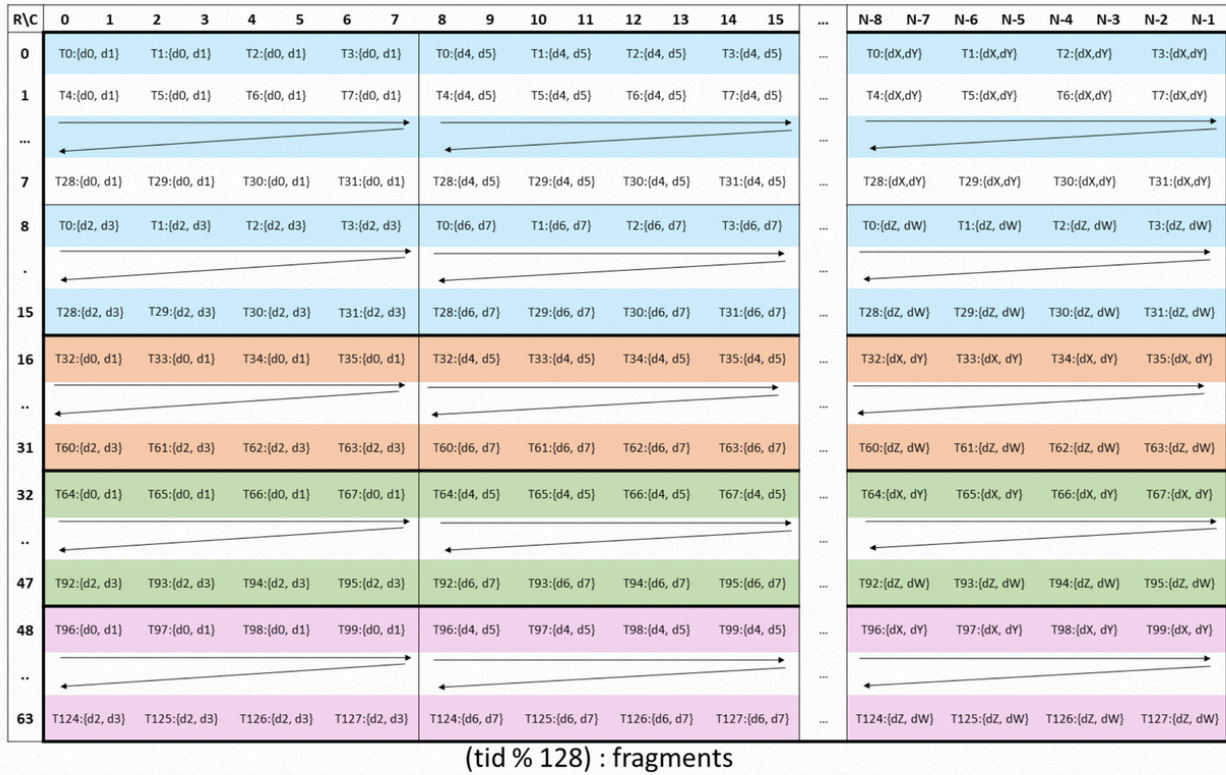 R\C 0 1 2 3 4 5 6 7 8 9 10 11 12 13 14 15 ... N-8 N-7 N-6 N-5 N-4 N-3 N-2 N-1
0 T0:{d0, d1} T1:{d0, d1} T2:{d0, d1} T3:{d0, d1} T0:{d4, d5} T1:{d4, d5} T2:{d4, d5} T3:{d4, d5} ... T0:{dX,dY} T1:{dX,dY} T2:{dX,dY} T3:{dX,dY}
1 T4:{d0, d1} T5:{d0, d1} T6:{d0, d1} T7:{d0, d1} T4:{d4, d5} T5:{d4, d5} T6:{d4, d5} T7:{d4, d5} ... T4:{dX,dY} T5:{dX,dY} T6:{dX,dY} T7:{dX,dY}
... ...
7 T28:{d0, d1} T29:{d0, d1} T30:{d0, d1} T31:{d0, d1} T28:{d4, d5} T29:{d4, d5} T30:{d4, d5} T31:{d4, d5} ... T28:{dX,dY} T29:{dX,dY} T30:{dX,dY} T31:{dX,dY}
8 T0:{d2, d3} T1:{d2, d3} T2:{d2, d3} T3:{d2, d3} T0:{d6, d7} T1:{d6, d7} T2:{d6, d7} T3:{d6, d7} ... T0:{dZ, dW} T1:{dZ, dW} T2:{dZ, dW} T3:{dZ, dW}
. ...
15 T28:{d2, d3} T29:{d2, d3} T30:{d2, d3} T31:{d2, d3} T28:{d6, d7} T29:{d6, d7} T30:{d6, d7} T31:{d6, d7} ... T28:{dZ, dW} T29:{dZ, dW} T30:{dZ, dW} T31:{dZ, dW}
16 T32:{d0, d1} T33:{d0, d1} T34:{d0, d1} T35:{d0, d1} T32:{d4, d5} T33:{d4, d5} T34:{d4, d5} T35:{d4, d5} ... T32:{dX, dY} T33:{dX, dY} T34:{dX, dY} T35:{dX, dY}
.. ...
31 T60:{d2, d3} T61:{d2, d3} T62:{d2, d3} T63:{d2, d3} T60:{d6, d7} T61:{d6, d7} T62:{d6, d7} T63:{d6, d7} ... T60:{dZ, dW} T61:{dZ, dW} T62:{dZ, dW} T63:{dZ, dW}
32 T64:{d0, d1} T65:{d0, d1} T66:{d0, d1} T67:{d0, d1} T64:{d4, d5} T65:{d4, d5} T66:{d4, d5} T67:{d4, d5} ... T64:{dX, dY} T65:{dX, dY} T66:{dX, dY} T67:{dX, dY}
.. ...
47 T92:{d2, d3} T93:{d2, d3} T94:{d2, d3} T95:{d2, d3} T92:{d6, d7} T93:{d6, d7} T94:{d6, d7} T95:{d6, d7} ... T92:{dZ, dW} T93:{dZ, dW} T94:{dZ, dW} T95:{dZ, dW}
48 T96:{d0, d1} T97:{d0, d1} T98:{d0, d1} T99:{d0, d1} T96:{d4, d5} T97:{d4, d5} T98:{d4, d5} T99:{d4, d5} ... T96:{dX, dY} T97:{dX, dY} T98:{dX, dY} T99:{dX, dY}
.. ...
63 T124:{d2, d3} T125:{d2, d3} T126:{d2, d3} T127:{d2, d3} T124:{d6, d7} T125:{d6, d7} T126:{d6, d7} T127:{d6, d7} ... T124:{dZ, dW} T125:{dZ, dW} T126:{dZ, dW} T127:{dZ, dW}
(tid % 128) : fragments